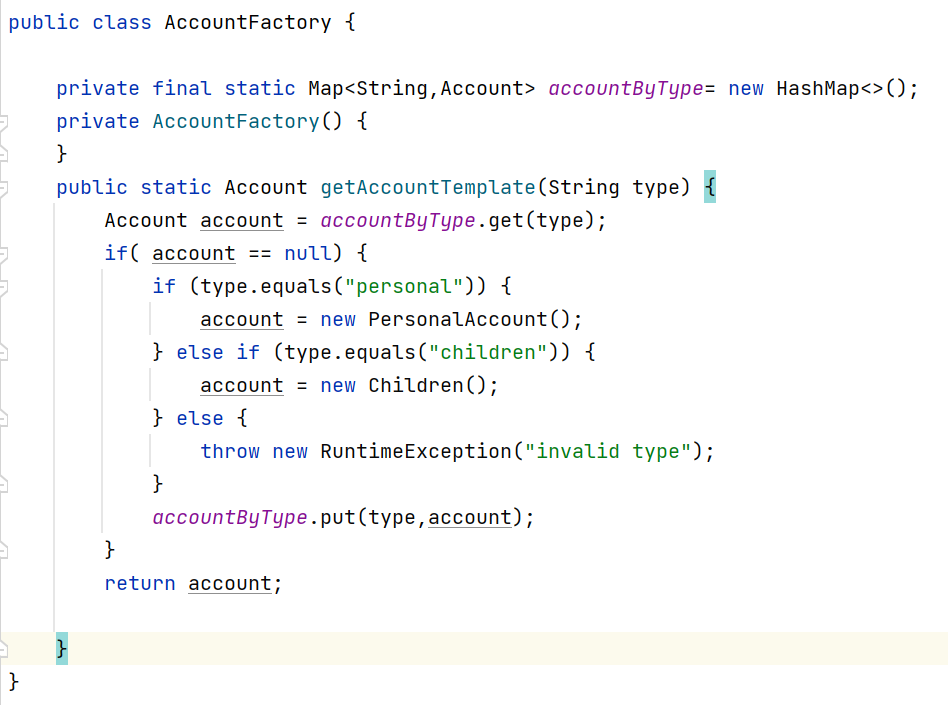 public class AccountFactory {
private final static Map<String,Account> accountByType= new HashMap<>();
private AccountFactory() {
}
public static Account getAccountTemplate(String type) {
Account account = accountByType.get(type);
if( account == null) {
if (type.equals("personal")) {
account = new PersonalAccount();
} else if (type.equals("children")) {
account = new Children();
} else {
throw new RuntimeException("invalid type");
}
accountByType.put(type,account);
}
return account;
}
}